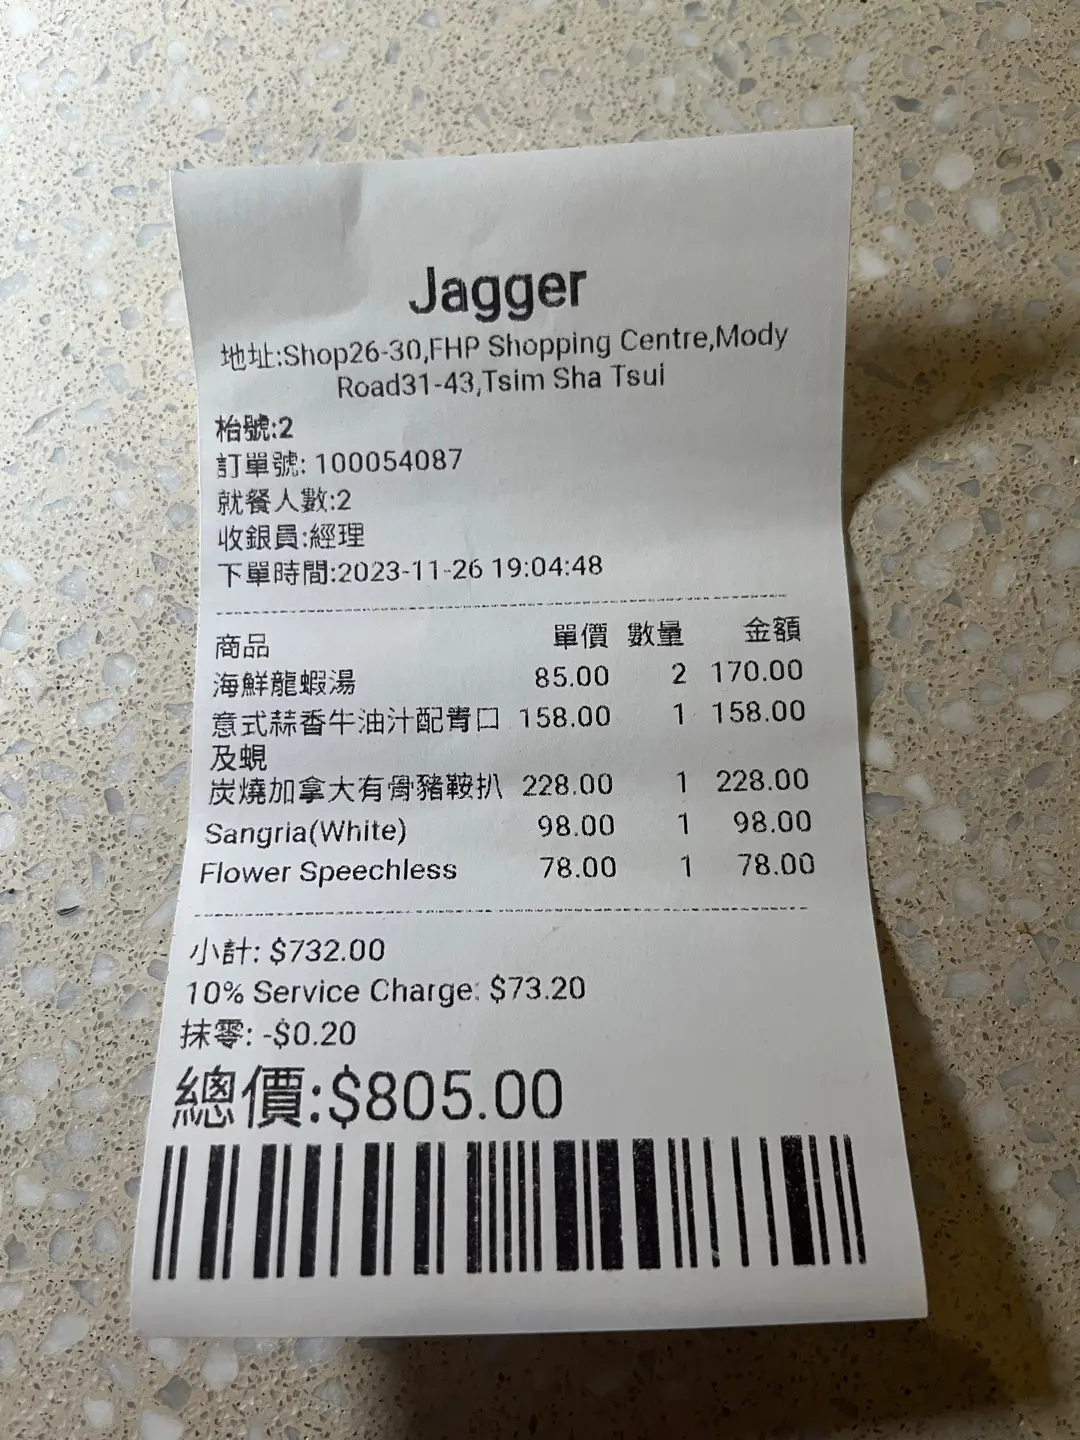 Jagger
地址:Shop26-30,FHP Shopping Centre,Mody
Road31-43,Tsim Sha Tsui
枱號:2
訂單號: 100054087
就餐人數:2
收銀員:經理
下單時間:2023-11-26 19:04:48
商品 單價 數量 金額
海鮮龍蝦湯 85.00 2 170.00
意式蒜香牛油汁配青口 158.00 1 158.00
及蜆
炭燒加拿大有骨豬鞍扒 228.00 1 228.00
Sangria(White) 98.00 1 98.00
Flower Speechless 78.00 1 78.00
小計: $732.00
10% Service Charge: $73.20
抹零: -$0.20
總價:$805.00